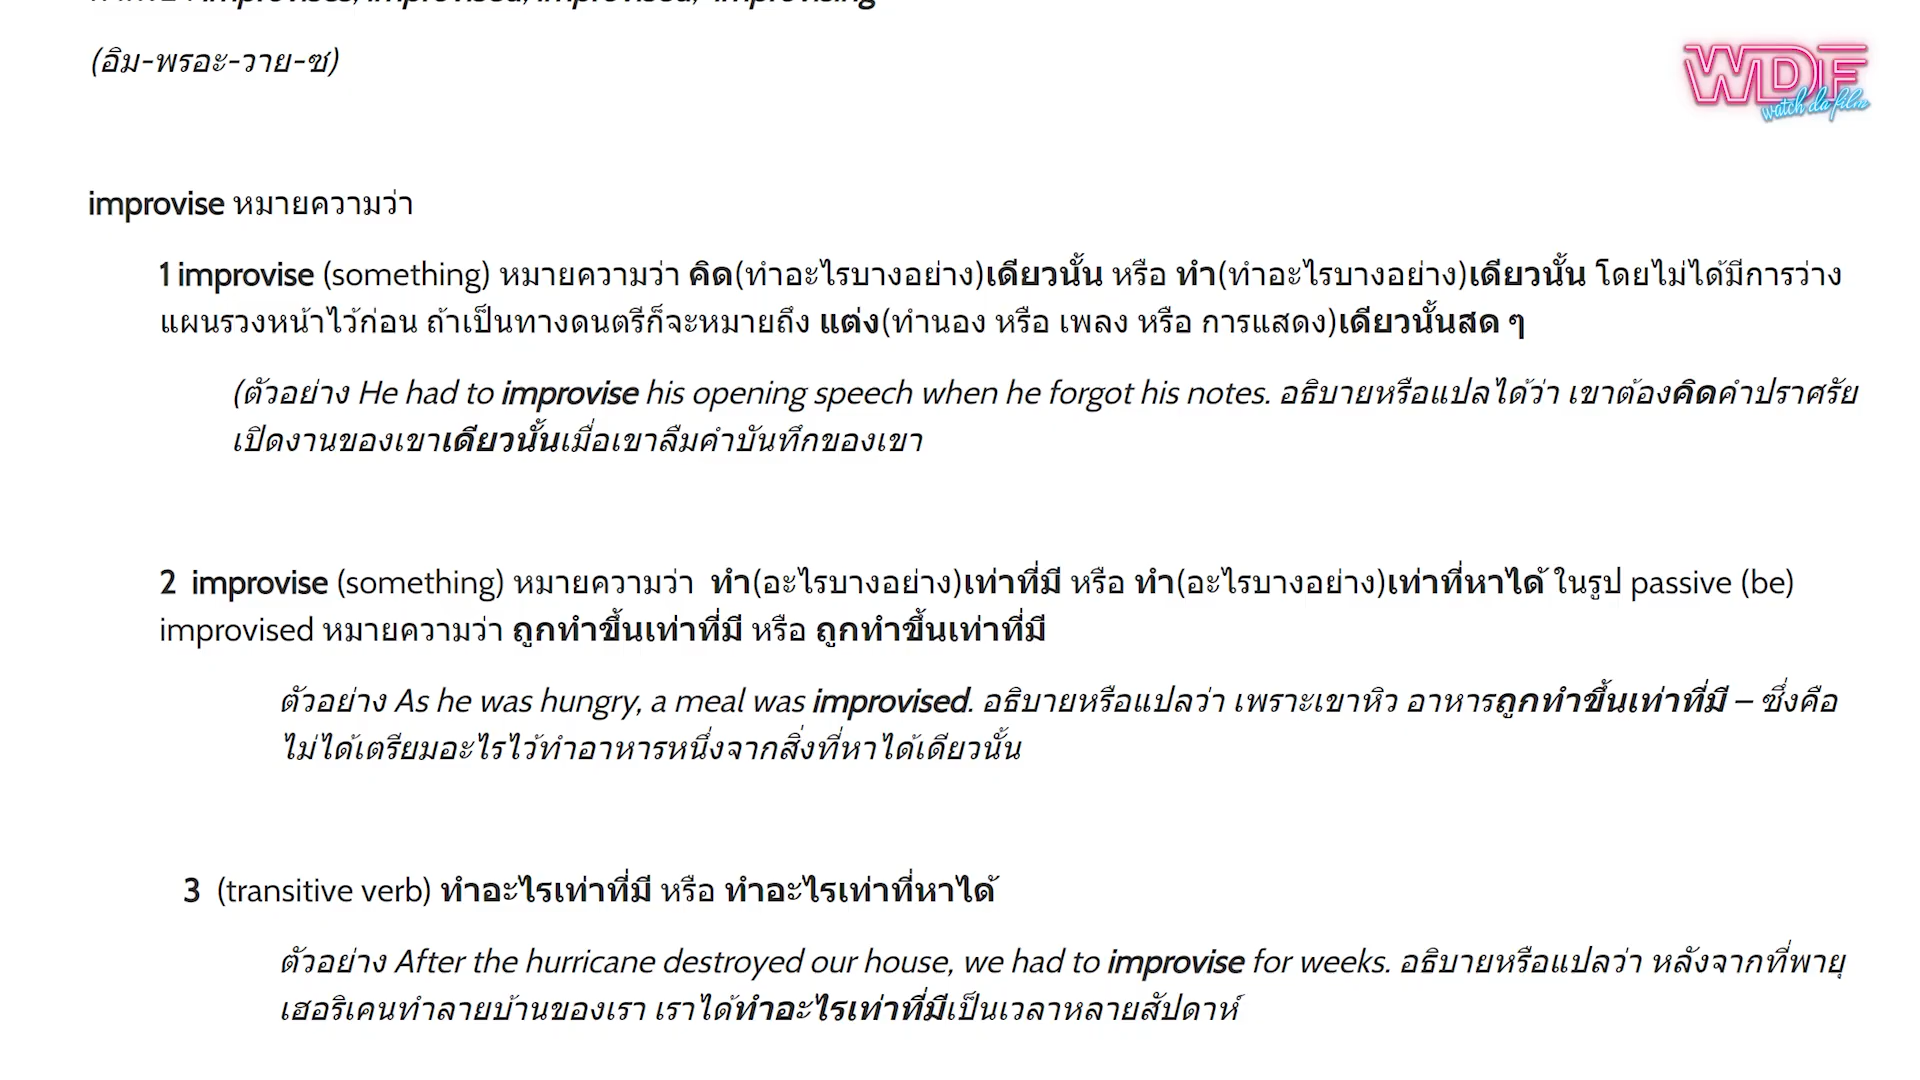 improvises, improvised, improvised, improvising
(อิม-พรอะ-วาย-ซ)
WDF
watch da film
improvise หมายความว่า
1 improvise (something) หมายความว่า คิด(ทำอะไรบางอย่าง)เดียวนั้น หรือ ทำ(ทำอะไรบางอย่าง)เดียวนั้น โดยไม่ได้มีการว่าง
แผนรวงหน้าไว้ก่อน ถ้าเป็นทางดนตรีก็จะหมายถึง แต่ง(ทำนอง หรือ เพลง หรือ การแสดง)เดียวนั้นสด ๆ
(ตัวอย่าง He had to improvise his opening speech when he forgot his notes. อธิบายหรือแปลได้ว่า เขาต้องคิดคำปราศรัย
เปิดงานของเขาเดียวนั้นเมื่อเขาลืมคำบันทึกของเขา
2 improvise (something) หมายความว่า ทำ(อะไรบางอย่าง)เท่าที่มี หรือ ทำ(อะไรบางอย่าง)เท่าที่หาได้ ในรูป passive (be)
improvised หมายความว่า ถูกทำขึ้นเท่าที่มี หรือ ถูกทำขึ้นเท่าที่มี
ตัวอย่าง As he was hungry, a meal was improvised. อธิบายหรือแปลว่า เพราะเขาหิว อาหารถูกทำขึ้นเท่าที่มี – ซึ่งคือ
ไม่ได้เตรียมอะไรไว้ทำอาหารหนึ่งจากสิ่งที่หาได้เดียวนั้น
3 (transitive verb) ทำอะไรเท่าที่มี หรือ ทำอะไรเท่าที่หาได้
ตัวอย่าง After the hurricane destroyed our house, we had to improvise for weeks. อธิบายหรือแปลว่า หลังจากที่พายุ
เฮอริเคนทำลายบ้านของเรา เราได้ทำอะไรเท่าที่มีเป็นเวลาหลายสัปดาห์